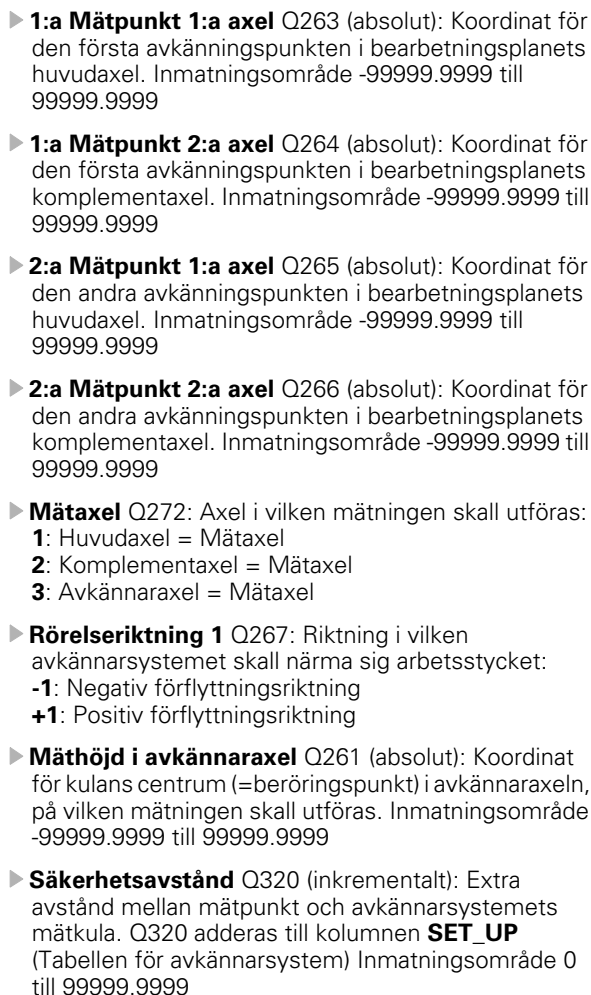 1:a Mätpunkt 1:a axel Q263 (absolut): Koordinat för
den första avkänningspunkten i bearbetningsplanets
huvudaxel. Inmatningsområde -99999.9999 till
99999.9999
1:a Mätpunkt 2:a axel Q264 (absolut): Koordinat för
den första avkänningspunkten i bearbetningsplanets
komplementaxel. Inmatningsområde -99999.9999 till
99999.9999
2:a Mätpunkt 1:a axel Q265 (absolut): Koordinat för
den andra avkänningspunkten i bearbetningsplanets
huvudaxel. Inmatningsområde -99999.9999 till
99999.9999
2:a Mätpunkt 2:a axel Q266 (absolut): Koordinat för
den andra avkänningspunkten i bearbetningsplanets
komplementaxel. Inmatningsområde -99999.9999 till
99999.9999
Mätaxel Q272: Axel i vilken mätningen skall utföras:
1: Huvudaxel = Mätaxel
2: Komplementaxel = Mätaxel
3: Avkännaraxel = Mätaxel
Rörelseriktning 1 Q267: Riktning i vilken
avkännarsystemet skall närma sig arbetsstycket:
-1: Negativ förflyttningsriktning
+1: Positiv förflyttningsriktning
Mäthöjd i avkännaraxel Q261 (absolut): Koordinat
för kulans centrum (=beröringspunkt) i avkännaraxeln,
på vilken mätningen skall utföras. Inmatningsområde
-99999.9999 till 99999.9999
Säkerhetsavstånd Q320 (inkrementalt): Extra
avstånd mellan mätpunkt och avkännarsystemets
mätkula. Q320 adderas till kolumnen SET_UP
(Tabellen för avkännarsystem) Inmatningsområde 0
till 99999.9999